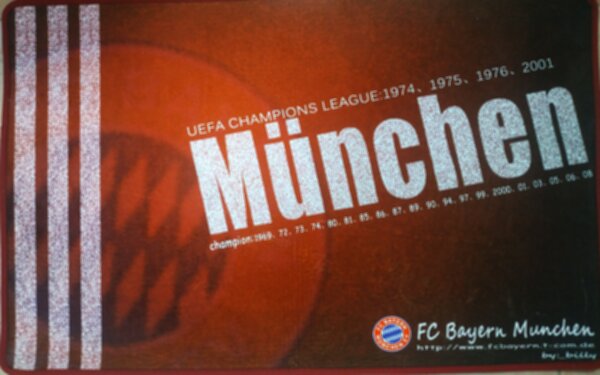 UEFA CHAMPIONS LEAGUE:1974、1975、1976、2001
München
champion:1969、72、73、74、80、81、85、86、87、89、90、94、97、99、2000、01、03、05、06、08
FC Bayern Munchen
http://www.fcbayern.t-com.de
by:_billy